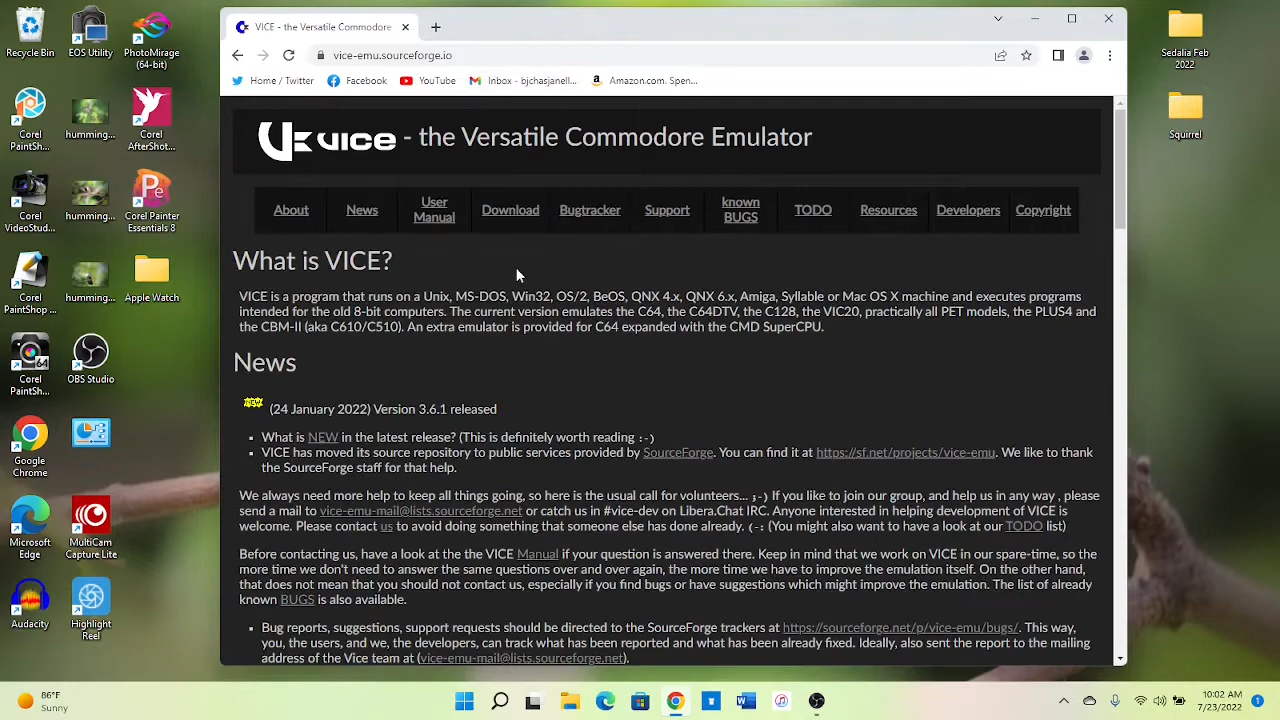 Recycle Bin
EOS Utility
PhotoMirage
(64-bit)
Corel
PaintSh...
humming...
Corel
AfterShot...
Corel
VideoStud...
humming...
Corel Painter
Essentials 8
Corel
PaintShop ...
humming...
Apple Watch
64
Corel
PaintSh...
OBS Studio
Google
Chrome
Microsoft
Edge
MultiCam
Capture Lite
Audacity
Highlight
Reel
Sedalia Feb
2022
Squirrel
VICE - the Versatile Commodore
vice-emu.sourceforge.io
Home / Twitter
Facebook
YouTube
Inbox - bjchasjanell...
Amazon.com. Spen...
vice - the Versatile Commodore Emulator
About
News
User
Manual
Download
Bugtracker
Support
known
BUGS
TODO
Resources
Developers
Copyright
What is VICE?
VICE is a program that runs on a Unix, MS-DOS, Win32, OS/2, BeOS, QNX 4.x, QNX 6.x, Amiga, Syllable or Mac OS X machine and executes programs
intended for the old 8-bit computers. The current version emulates the C64, the C64DTV, the C128, the VIC20, practically all PET models, the PLUS4 and
the CBM-II (aka C610/C510). An extra emulator is provided for C64 expanded with the CMD SuperCPU.
News
NEW (24 January 2022) Version 3.6.1 released
What is NEW in the latest release? (This is definitely worth reading :-)
VICE has moved its source repository to public services provided by SourceForge. You can find it at https://sf.net/projects/vice-emu. We like to thank
the SourceForge staff for that help.
We always need more help to keep all things going, so here is the usual call for volunteers... ;-) If you like to join our group, and help us in any way , please
send a mail to vice-emu-mail@lists.sourceforge.net or catch us in #vice-dev on Libera.Chat IRC. Anyone interested in helping development of VICE is
welcome. Please contact us to avoid doing something that someone else has done already. (-: (You might also want to have a look at our TODO list)
Before contacting us, have a look at the the VICE Manual if your question is answered there. Keep in mind that we work on VICE in our spare-time, so the
more time we don't need to answer the same questions over and over again, the more time we have to improve the emulation itself. On the other hand,
that does not mean that you should not contact us, especially if you find bugs or have suggestions which might improve the emulation. The list of already
known BUGS is also available.
Bug reports, suggestions, support requests should be directed to the SourceForge trackers at https://sourceforge.net/p/vice-emu/bugs/. This way,
you, the users, and we, the developers, can track what has been reported and what has been already fixed. Ideally, also sent the report to the mailing
address of the Vice team at (vice-emu-mail@lists.sourceforge.net).
86°F
Sunny
10:02 AM
7/23/2022
1